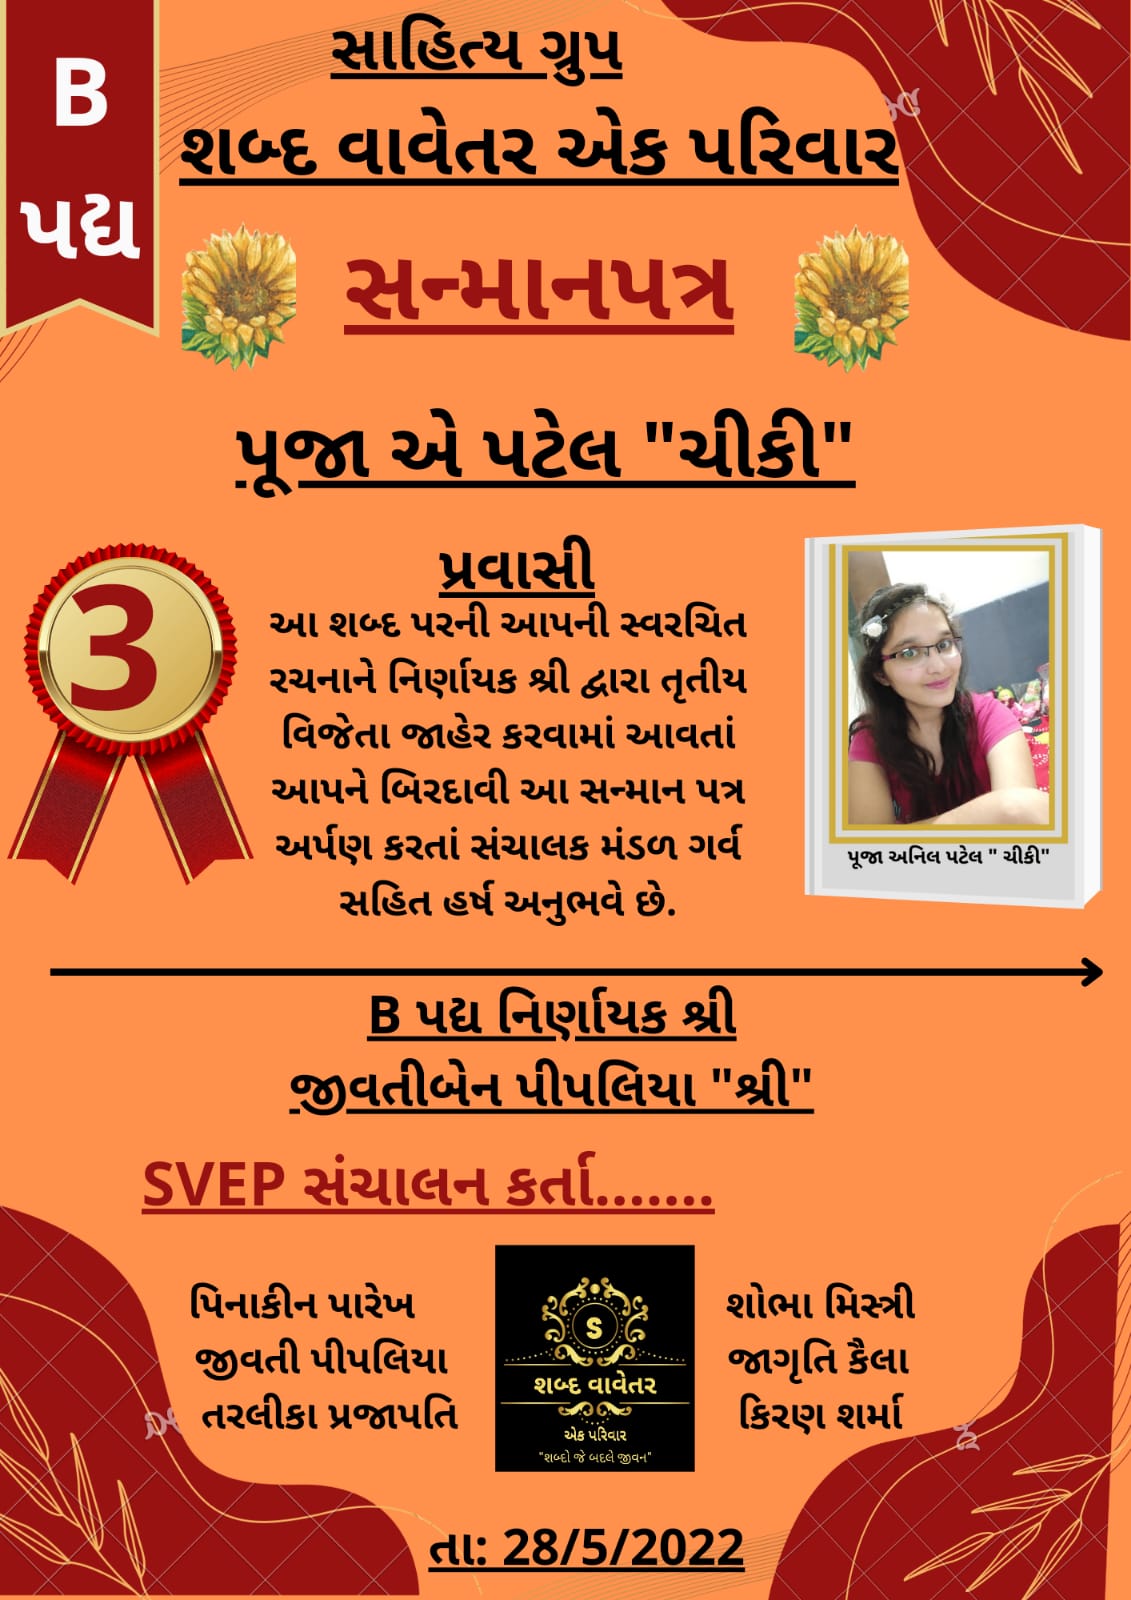 B
પદ્ય
સાહિત્ય ગ્રુપ
શબ્દ વાવેતર એક પરિવાર
સન્માનપત્ર
પૂજા એ પટેલ "ચીકી"
3
પ્રવાસી
આ શબ્દ પરની આપની સ્વરચિત
રચનાને નિર્ણાયક શ્રી દ્વારા તૃતીય
વિજેતા જાહેર કરવામાં આવતાં
આપને બિરદાવી આ સન્માન પત્ર
અર્પણ કરતાં સંચાલક મંડળ ગર્વ
સહિત હર્ષ અનુભવે છે.
પૂજા અનિલ પટેલ " ચીકી"
B પદ્ય નિર્ણાયક શ્રી
જીવતીબેન પીપલિયા "શ્રી"
SVEP સંચાલન કર્તા.......
પિનાકીન પારેખ
જીવતી પીપલિયા
તરલીકા પ્રજાપતિ
S
શબ્દ વાવેતર
એક પરિવાર
"શબ્દો જે બદલે જીવન"
શોભા મિસ્ત્રી
જાગૃતિ કૈલા
કિરણ શર્મા
તા: 28/5/2022